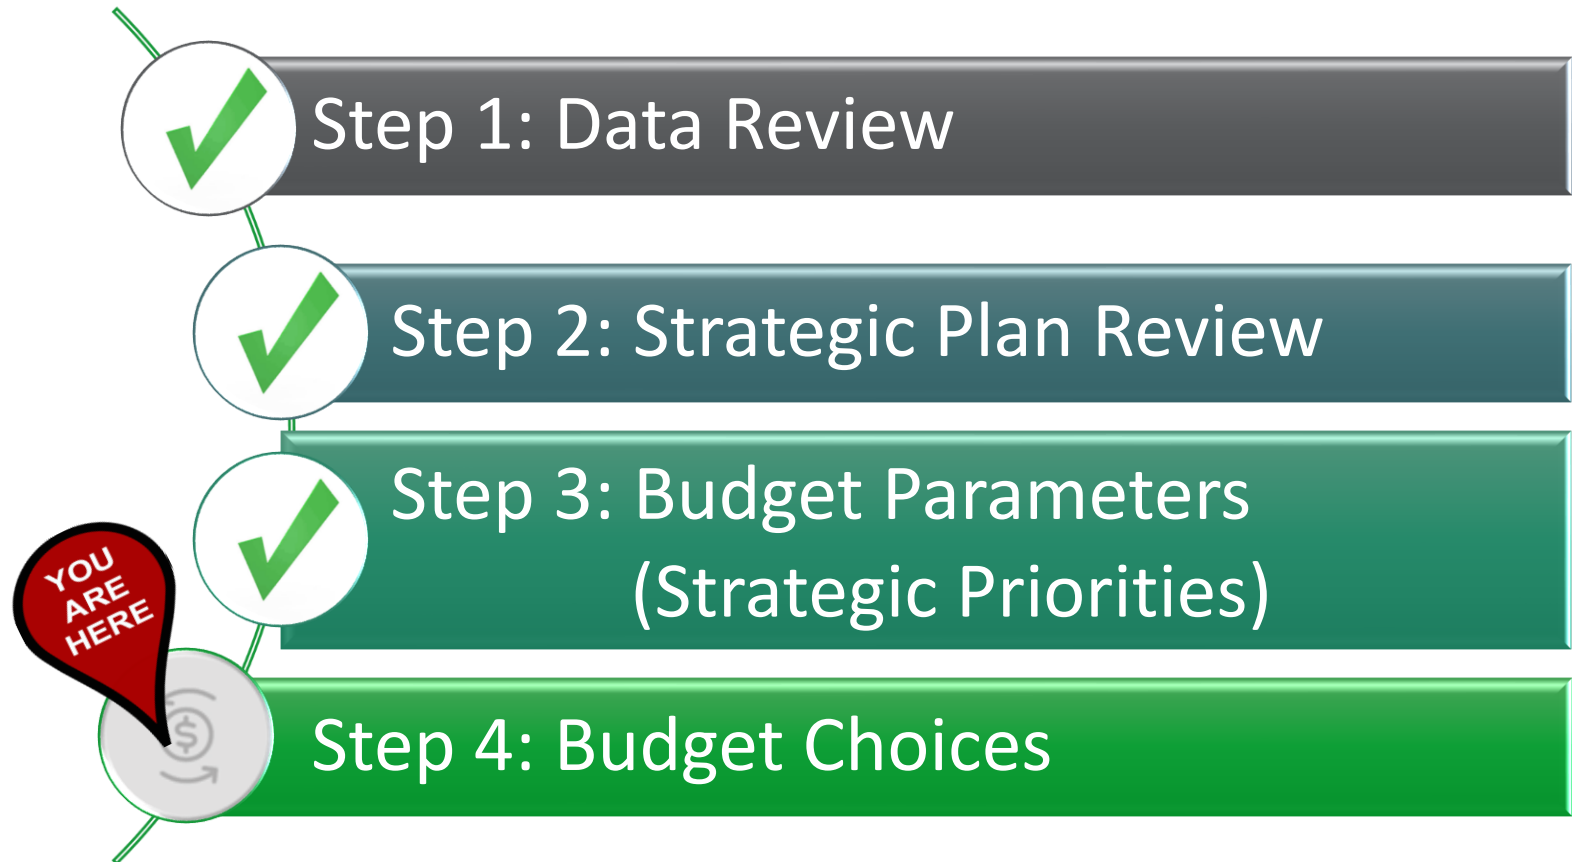 Step 1: Data Review
Step 2: Strategic Plan Review
Step 3: Budget Parameters
(Strategic Priorities)
YOU
ARE
HERE
$
Step 4: Budget Choices